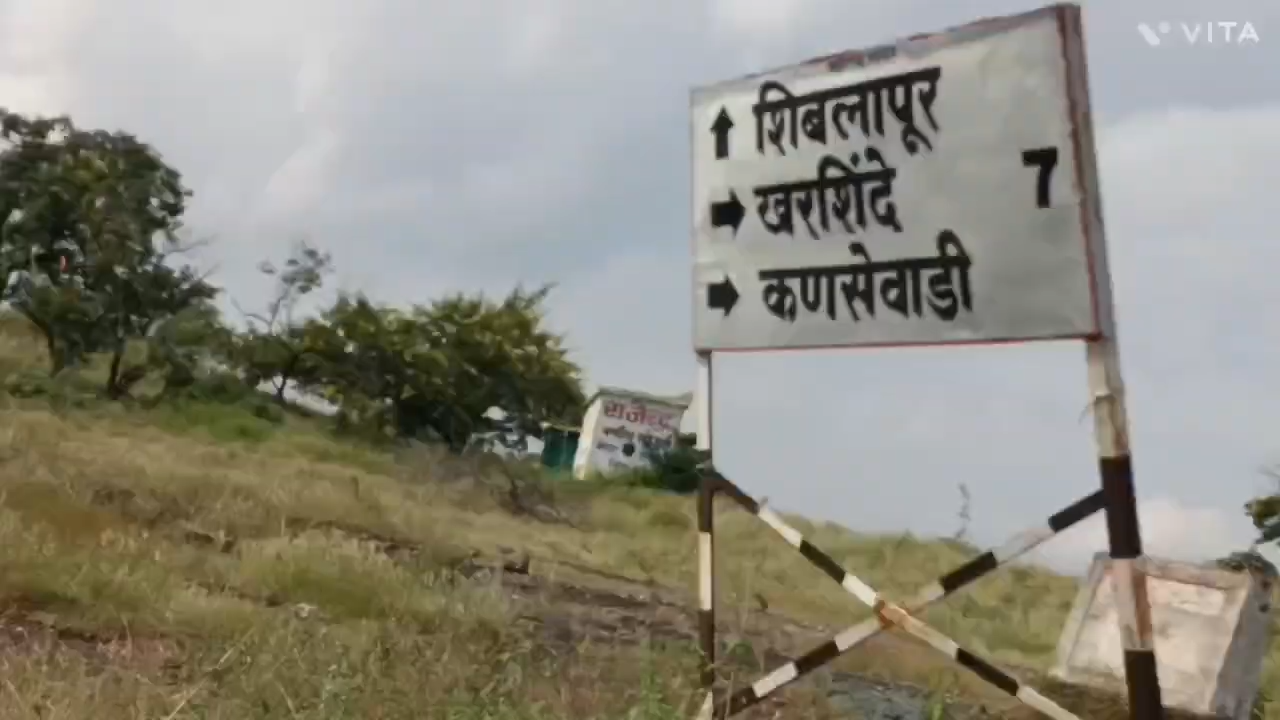 VITA
↑ शिबलापूर
→ खरशिंदे 7
→ कणसेवाडी
राजेंद्र